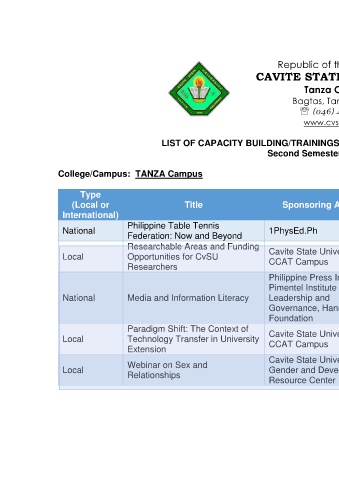 Republic of th
CAVITE STAT
Tanza C
Bagtas, Tan
☏ (046) 4
www.cvs
LIST OF CAPACITY BUILDING/TRAININGS
Second Semeste
College/Campus: TANZA Campus
Type (Local or International) Title Sponsoring A
National Philippine Table Tennis Federation: Now and Beyond 1PhysEd.Ph
Local Researchable Areas and Funding Opportunities for CvSU Researchers Cavite State Unive CCAT Campus
National Media and Information Literacy Philippine Press In Pimentel Institute Leadership and Governance, Han Foundation
Local Paradigm Shift: The Context of Technology Transfer in University Extension Cavite State Unive CCAT Campus
Local Webinar on Sex and Relationships Cavite State Unive Gender and Deve Resource Center